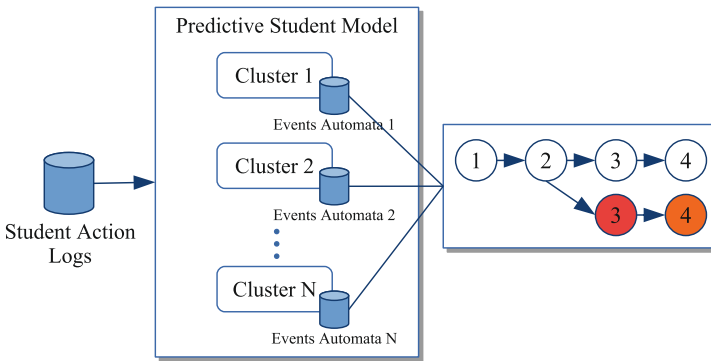 Predictive Student Model
Cluster 1
Events Automata 1
Cluster 2
Events Automata 2
Cluster N
Events Automata N
Student Action
Logs
1 2 3 4
3 4